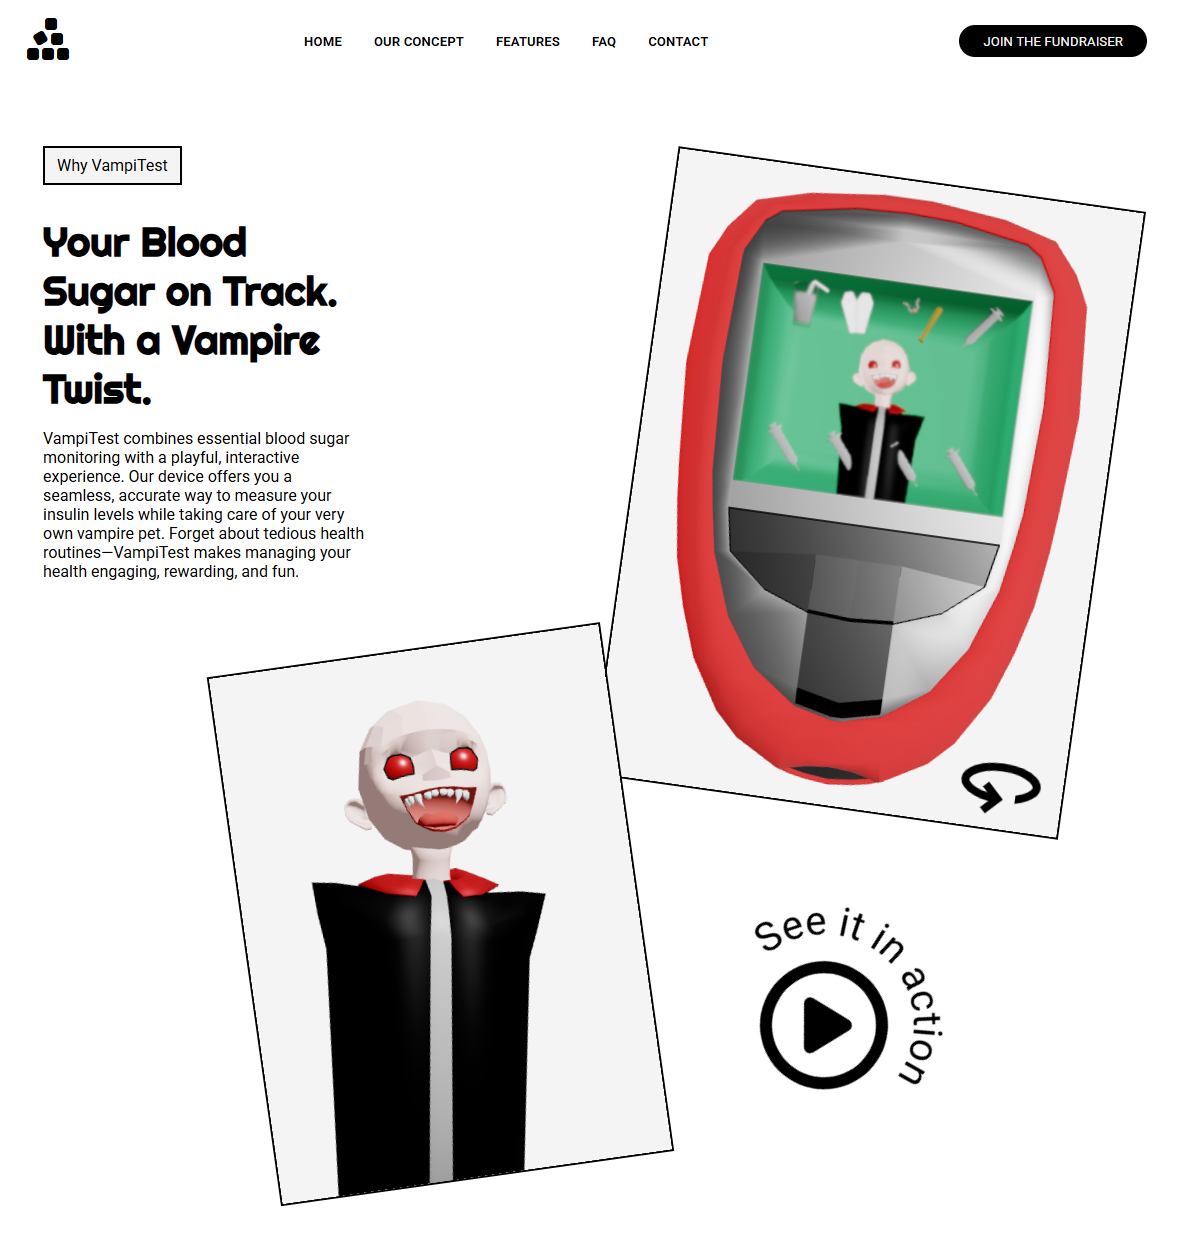 HOME OUR CONCEPT FEATURES FAQ CONTACT JOIN THE FUNDRAISER
Why VampiTest
Your Blood
Sugar on Track.
With a Vampire
Twist.
VampiTest combines essential blood sugar
monitoring with a playful, interactive
experience. Our device offers you a
seamless, accurate way to measure your
insulin levels while taking care of your very
own vampire pet. Forget about tedious health
routines—VampiTest makes managing your
health engaging, rewarding, and fun.
See it in action